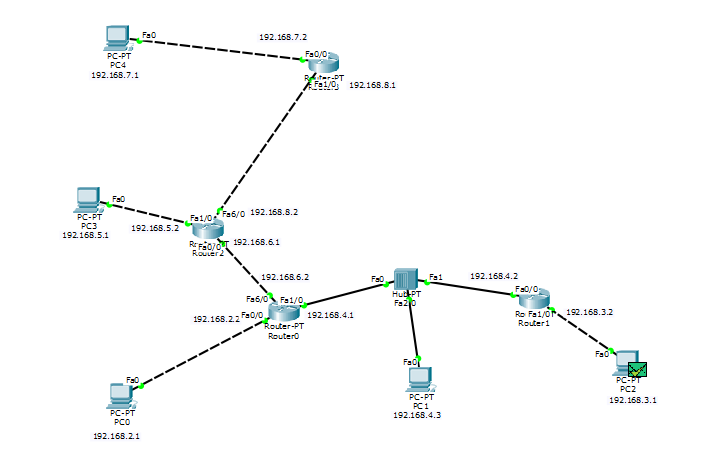 192.168.7.2
Fa0
Fa0/0
PC-PT
PC4
192.168.7.1
Fa1/0
192.168.8.1
Fa0
PC-PT
PC3
192.168.5.1
192.168.5.2
Fa1/0
Fa6/0
192.168.8.2
Fa0/0
Router2
192.168.6.1
192.168.6.2
Fa6/0
Fa1/0
Fa0/0
192.168.2.2
Router-PT
Router0
192.168.4.1
Fa0
Fa1
Hub-PT
192.168.4.2
Fa0/0
Fa1/0
Router1
192.168.3.2
Fa0
PC-PT
PC2
192.168.3.1
Fa0
PC-PT
PC1
192.168.4.3
Fa0
PC-PT
PC0
192.168.2.1